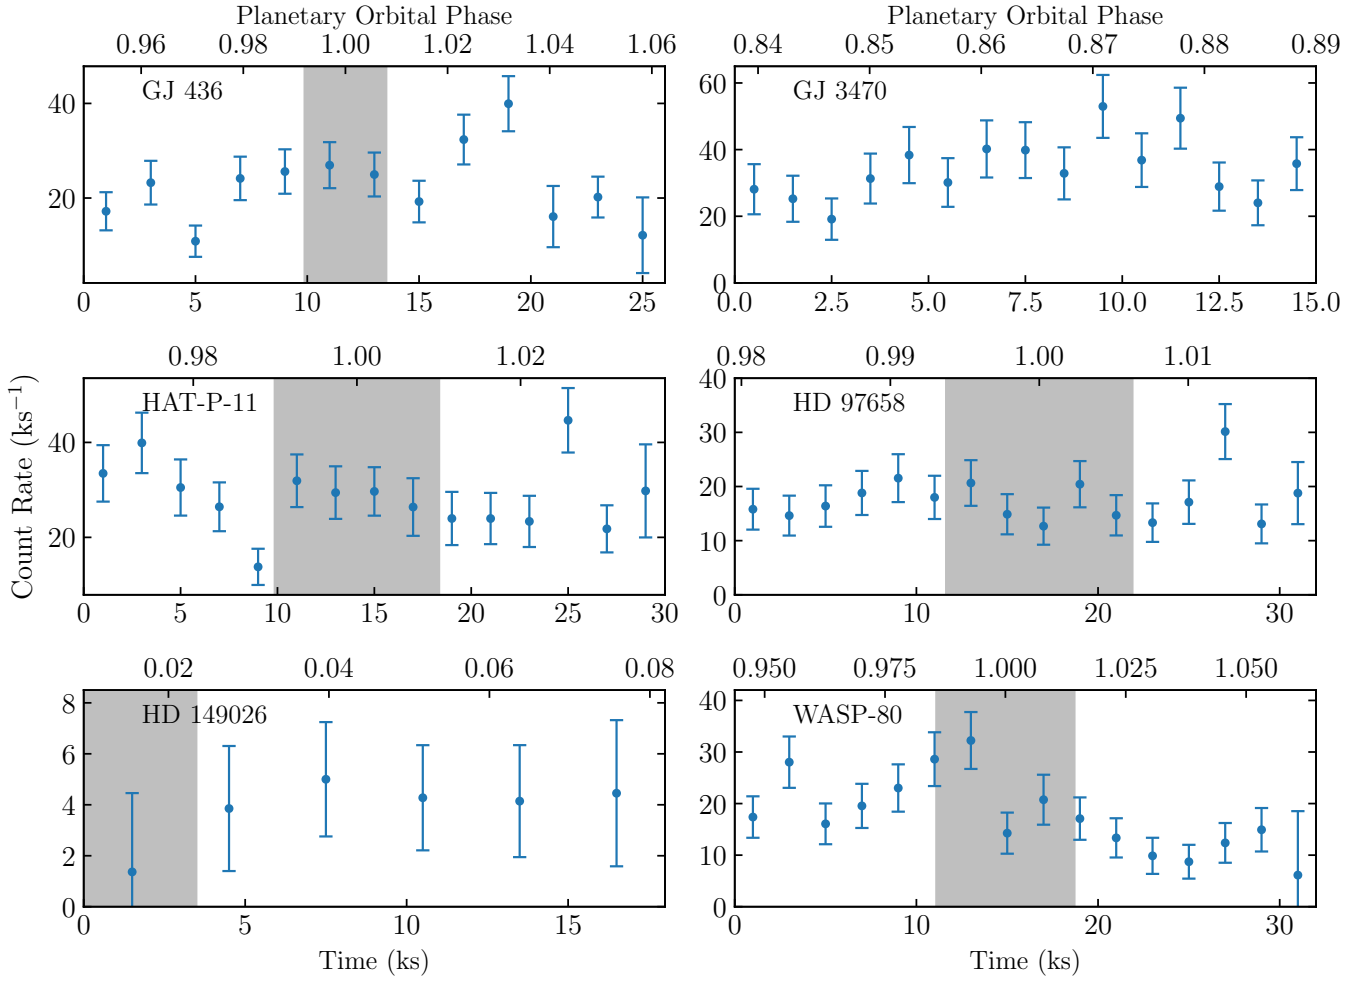 Planetary Orbital Phase
0.96 0.98 1.00 1.02 1.04 1.06
GJ 436
40
20
0 5 10 15 20 25
Planetary Orbital Phase
0.84 0.85 0.86 0.87 0.88 0.89
GJ 3470
60
40
20
0
0.0 2.5 5.0 7.5 10.0 12.5 15.0
Count Rate (ks⁻¹)
0.98 1.00 1.02
HAT-P-11
40
20
0 5 10 15 20 25 30
0.98 0.99 1.00 1.01
HD 97658
40
30
20
10
0
0 10 20 30
0.02 0.04 0.06 0.08
HD 149026
8
6
4
2
0
0 5 10 15
Time (ks)
0.950 0.975 1.000 1.025 1.050
WASP-80
40
30
20
10
0
0 10 20 30
Time (ks)